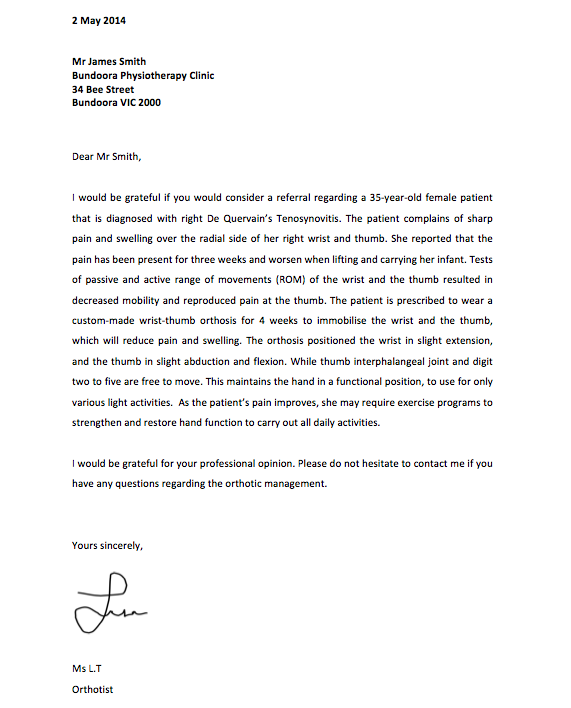 2 May 2014
Mr James Smith
Bundoora Physiotherapy Clinic
34 Bee Street
Bundoora VIC 2000
Dear Mr Smith,
I would be grateful if you would consider a referral regarding a 35-year-old female patient
that is diagnosed with right De Quervain's Tenosynovitis. The patient complains of sharp
pain and swelling over the radial side of her right wrist and thumb. She reported that the
pain has been present for three weeks and worsen when lifting and carrying her infant. Tests
of passive and active range of movements (ROM) of the wrist and the thumb resulted in
decreased mobility and reproduced pain at the thumb. The patient is prescribed to wear a
custom-made wrist-thumb orthosis for 4 weeks to immobilise the wrist and the thumb,
which will reduce pain and swelling. The orthosis positioned the wrist in slight extension,
and the thumb in slight abduction and flexion. While thumb interphalangeal joint and digit
two to five are free to move. This maintains the hand in a functional position, to use for only
various light activities.  As the patient's pain improves, she may require exercise programs to
strengthen and restore hand function to carry out all daily activities.
I would be grateful for your professional opinion. Please do not hesitate to contact me if you
have any questions regarding the orthotic management.
Yours sincerely,
Ms L.T
Orthotist